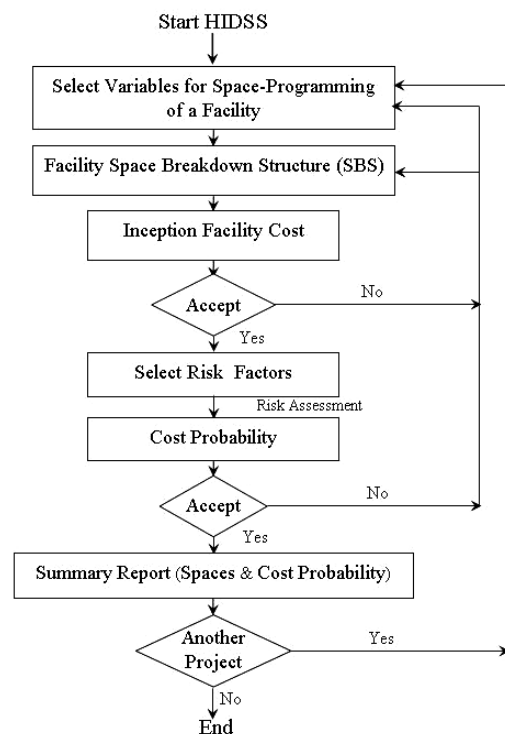 Start HIDSS
Select Variables for Space-Programming
of a Facility
Facility Space Breakdown Structure (SBS)
Inception Facility Cost
Accept
No
Yes
Select Risk Factors
Risk Assessment
Cost Probability
Accept
No
Yes
Summary Report (Spaces & Cost Probability)
Another
Project
Yes
No
End